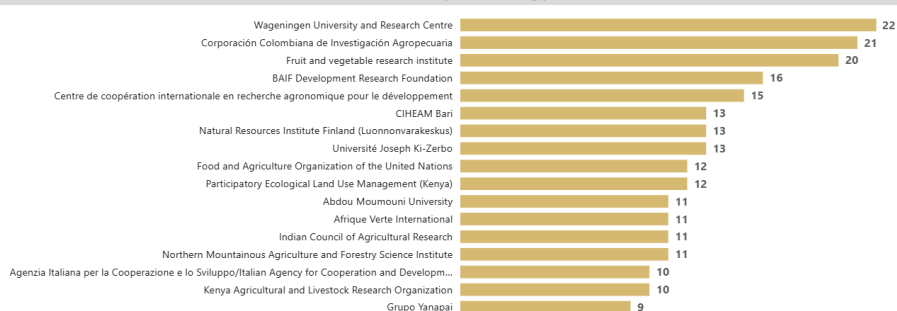 Wageningen University and Research Centre 22
Corporación Colombiana de Investigación Agropecuaria 21
Fruit and vegetable research institute 20
BAIF Development Research Foundation 16
Centre de coopération internationale en recherche agronomique pour le développement 15
CIHEAM Bari 13
Natural Resources Institute Finland (Luonnonvarakeskus) 13
Université Joseph Ki-Zerbo 13
Food and Agriculture Organization of the United Nations 12
Participatory Ecological Land Use Management (Kenya) 12
Abdou Moumouni University 11
Afrique Verte International 11
Indian Council of Agricultural Research 11
Northern Mountainous Agriculture and Forestry Science Institute 11
Agenzia Italiana per la Cooperazione e lo Sviluppo/Italian Agency for Cooperation and Developm... 10
Kenya Agricultural and Livestock Research Organization 10
Grupo Yanapai 9